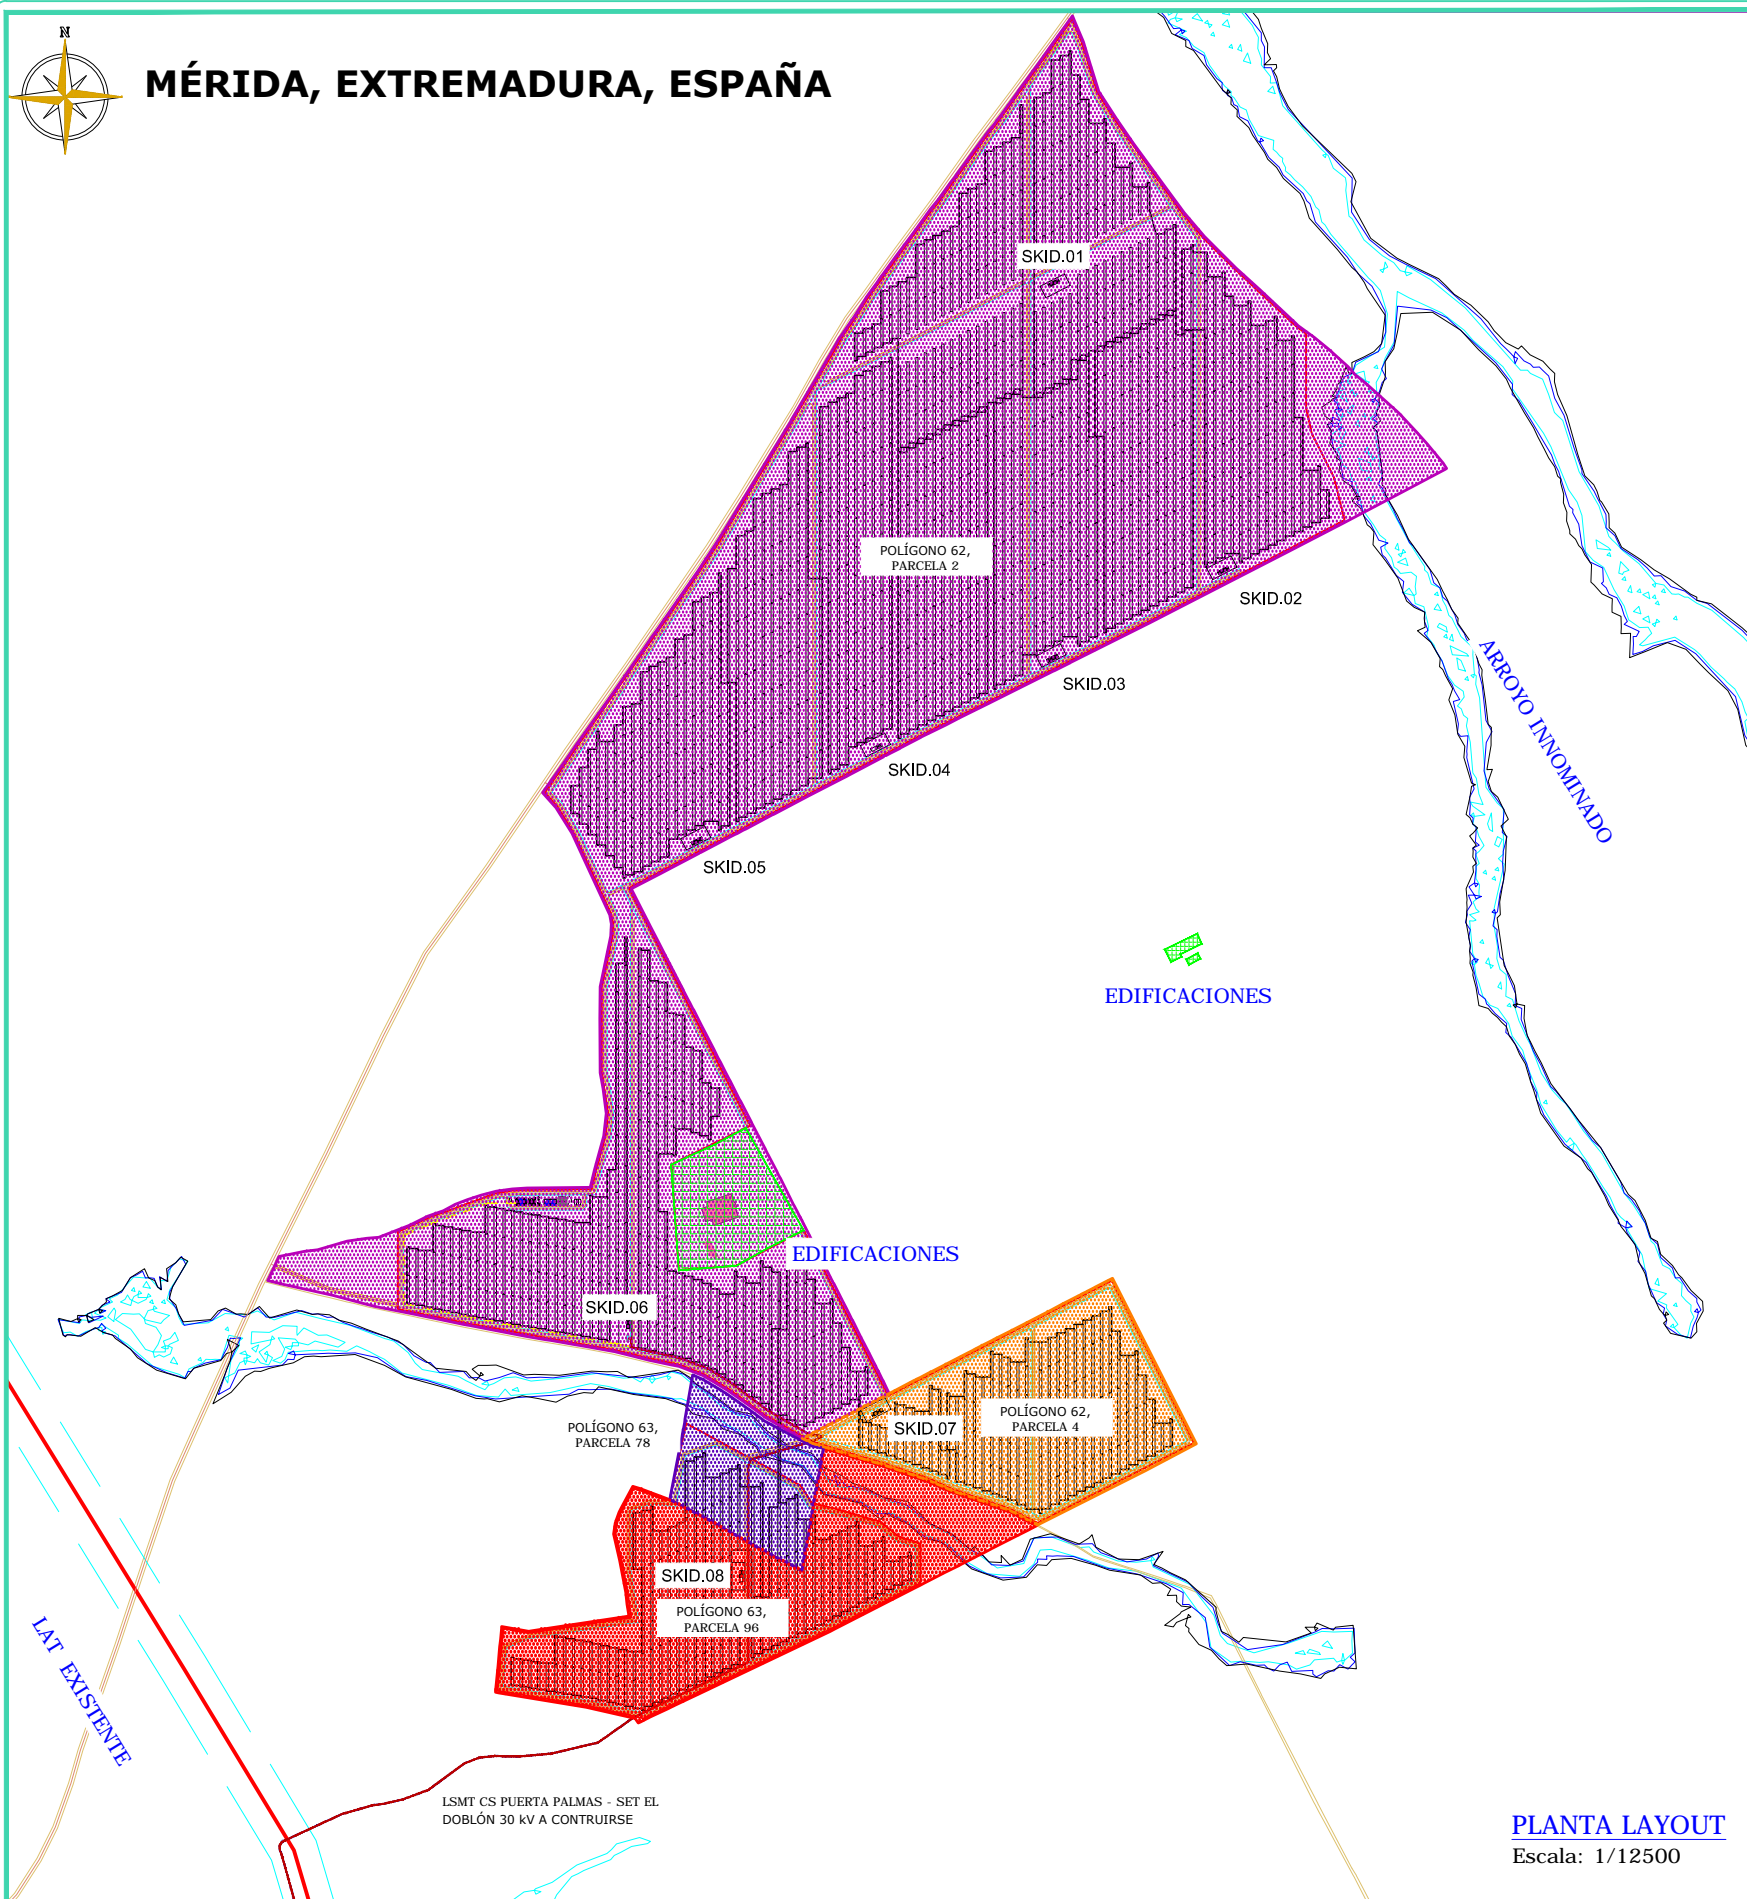 N
MÉRIDA, EXTREMADURA, ESPAÑA
SKID.01
POLÍGONO 62,
PARCELA 2
SKID.02
ARROYO INNOMINADO
SKID.03
SKID.04
SKID.05
EDIFICACIONES
EDIFICACIONES
SKID.06
POLÍGONO 62,
PARCELA 4
SKID.07
POLÍGONO 63,
PARCELA 78
SKID.08
POLÍGONO 63,
PARCELA 96
LAT EXISTENTE
LSMT CS PUERTA PALMAS - SET EL
DOBLÓN 30 kV A CONTRUIRSE
PLANTA LAYOUT
Escala: 1/12500